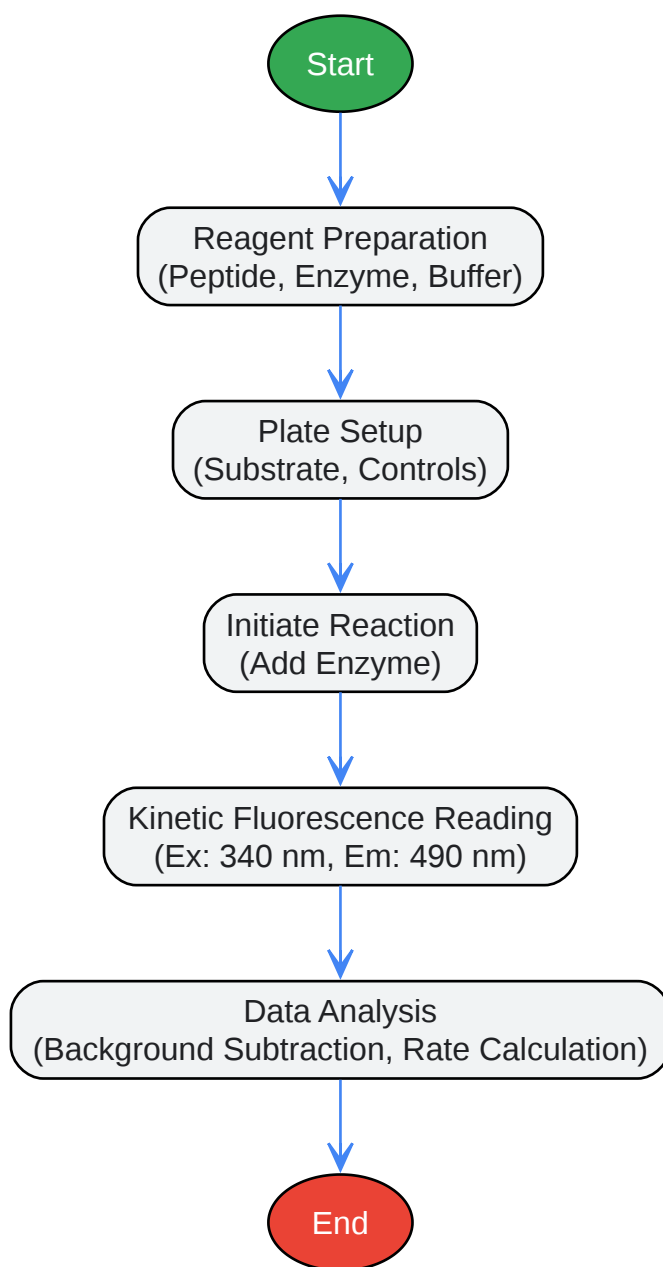 Start
Reagent Preparation
(Peptide, Enzyme, Buffer)
Plate Setup
(Substrate, Controls)
Initiate Reaction
(Add Enzyme)
Kinetic Fluorescence Reading
(Ex: 340 nm, Em: 490 nm)
Data Analysis
(Background Subtraction, Rate Calculation)
End